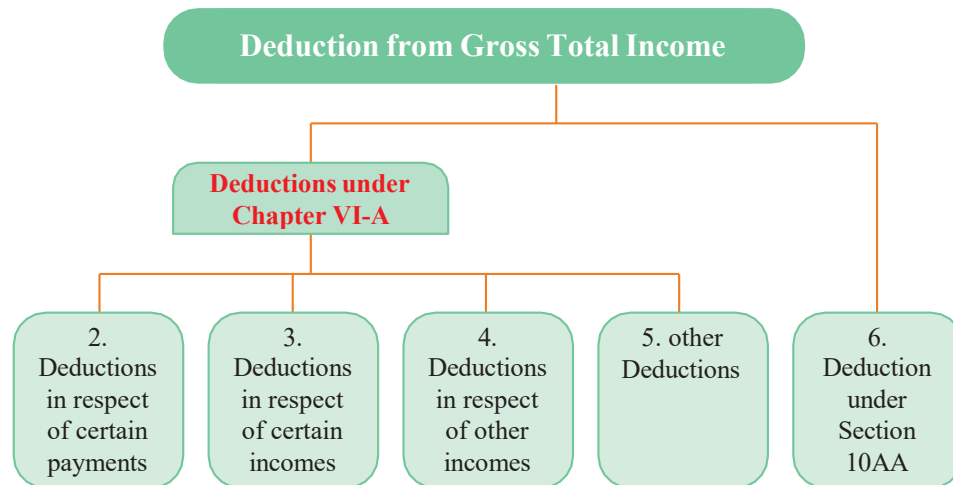 Deduction from Gross Total Income
Deductions under
Chapter VI-A
2.
Deductions
in respect
of certain
payments
3.
Deductions
in respect
of certain
incomes
4.
Deductions
in respect
of other
incomes
5. other
Deductions
6.
Deduction
under
Section
10AA